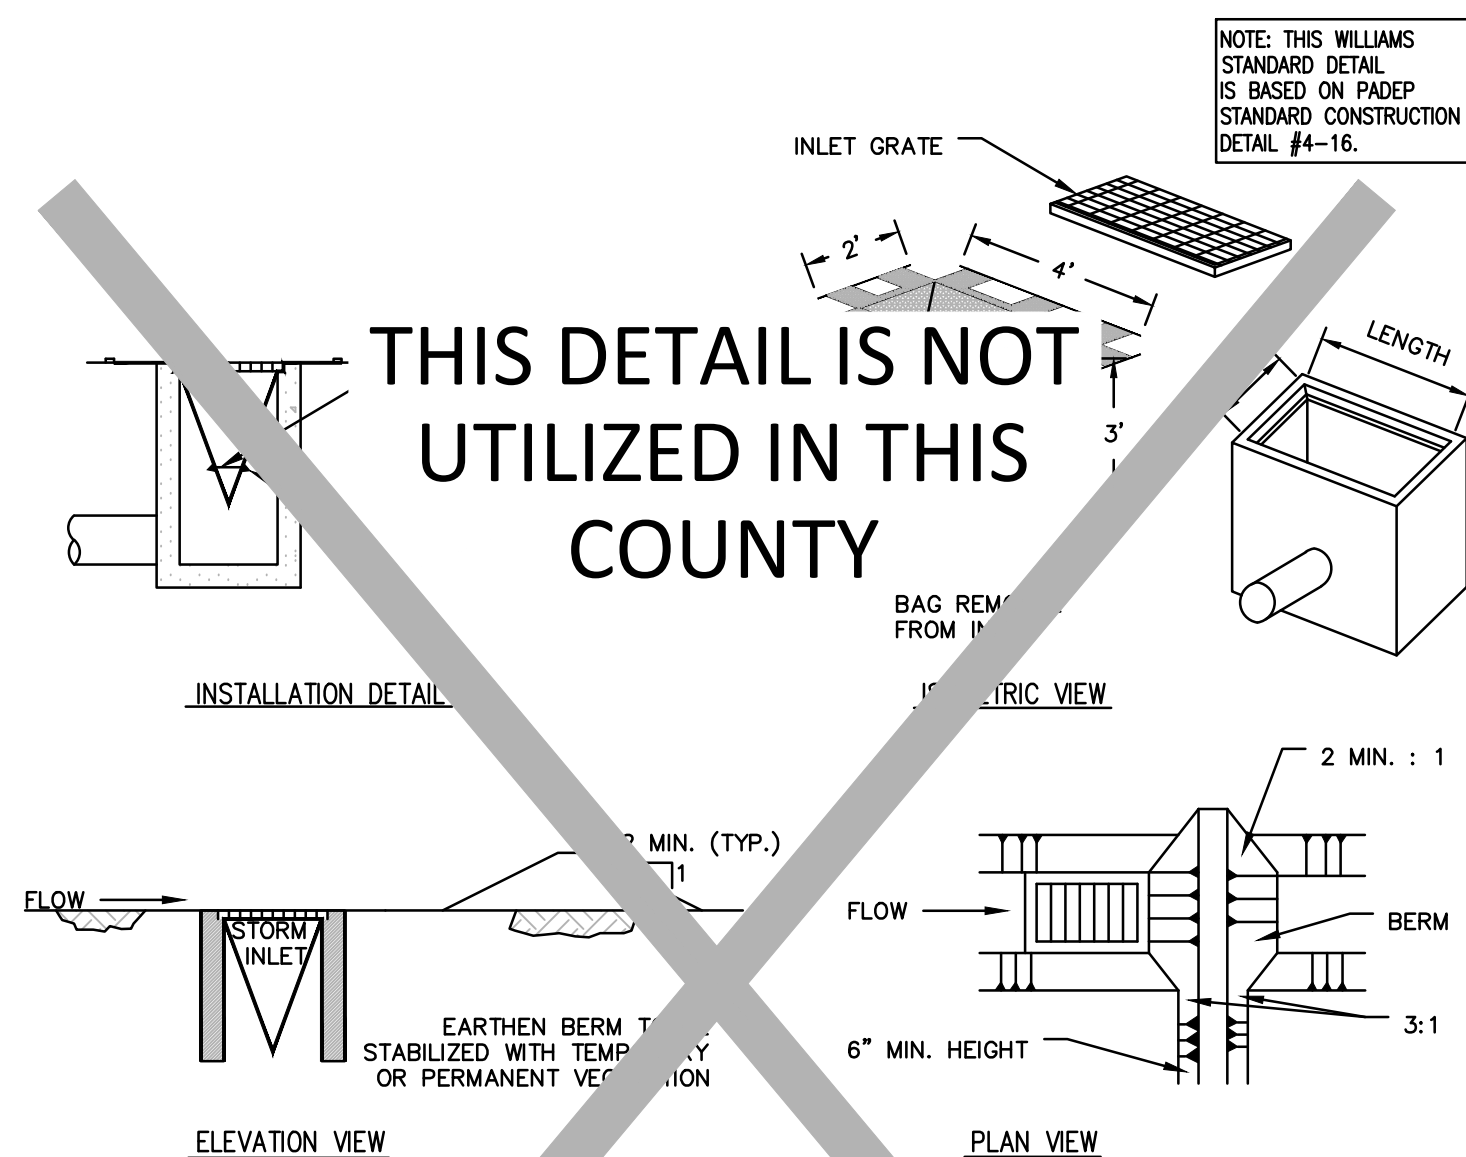 NOTE: THIS WILLIAMS
STANDARD DETAIL
IS BASED ON PADEP
STANDARD CONSTRUCTION
DETAIL #4-16.
INLET GRATE
2'
4'
LENGTH
THIS DETAIL IS NOT
UTILIZED IN THIS
COUNTY
3'
BAG
FROM
INSTALLATION DETAIL
VIEW
2 MIN. : 1
MIN. (TYP.)
1
FLOW
STORM
INLET
FLOW
BERM
EARTHEN BERM
STABILIZED WITH
OR PERMANENT
3:1
6" MIN. HEIGHT
ELEVATION VIEW
PLAN VIEW